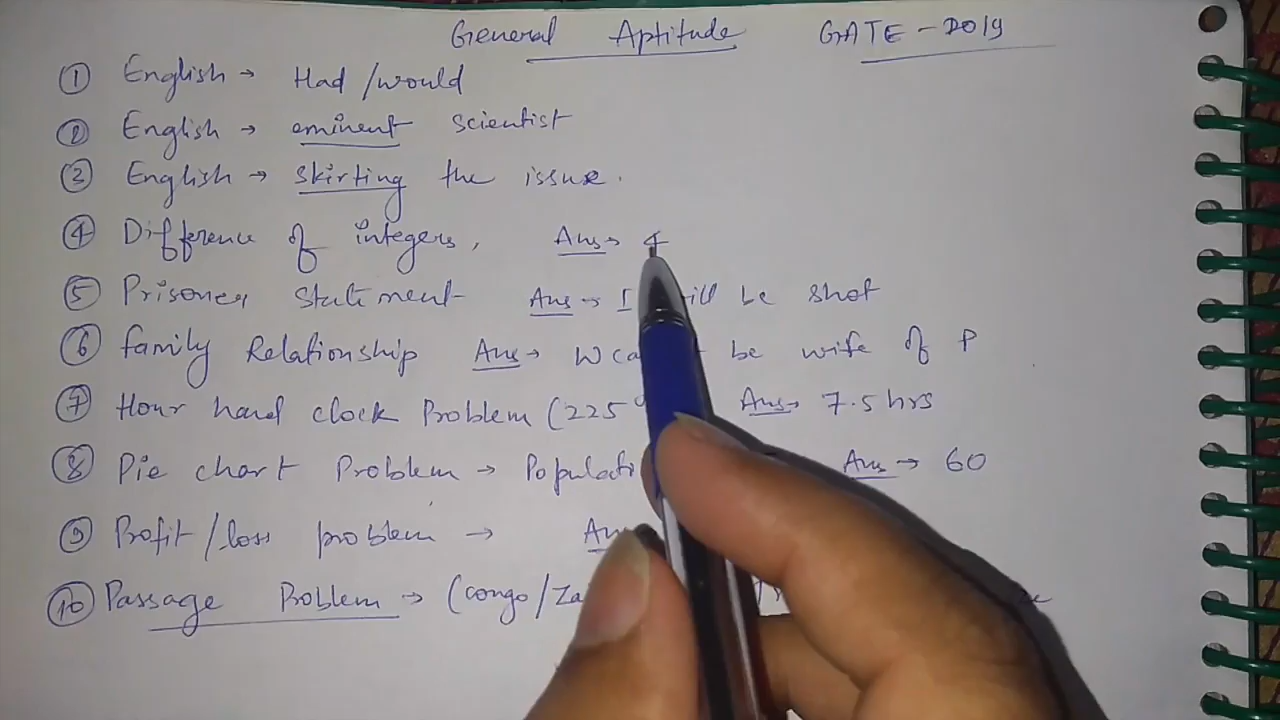 General Aptitude GATE-2019
① English → Had/would
② English → eminent scientist
② English → skirting the issue.
④ Difference of integers, Ans → 4
⑤ Prisoner Statement Ans → I will be shot
⑥ family Relationship Ans → W be wife of P
⑦ Hour hand clock Problem (225° Ans → 7.5 hrs
⑧ Pie chart Problem → Populati Ans → 60
⑨ Profit/loss problem → Ans
⑩ Passage Problem → (Congo/Za